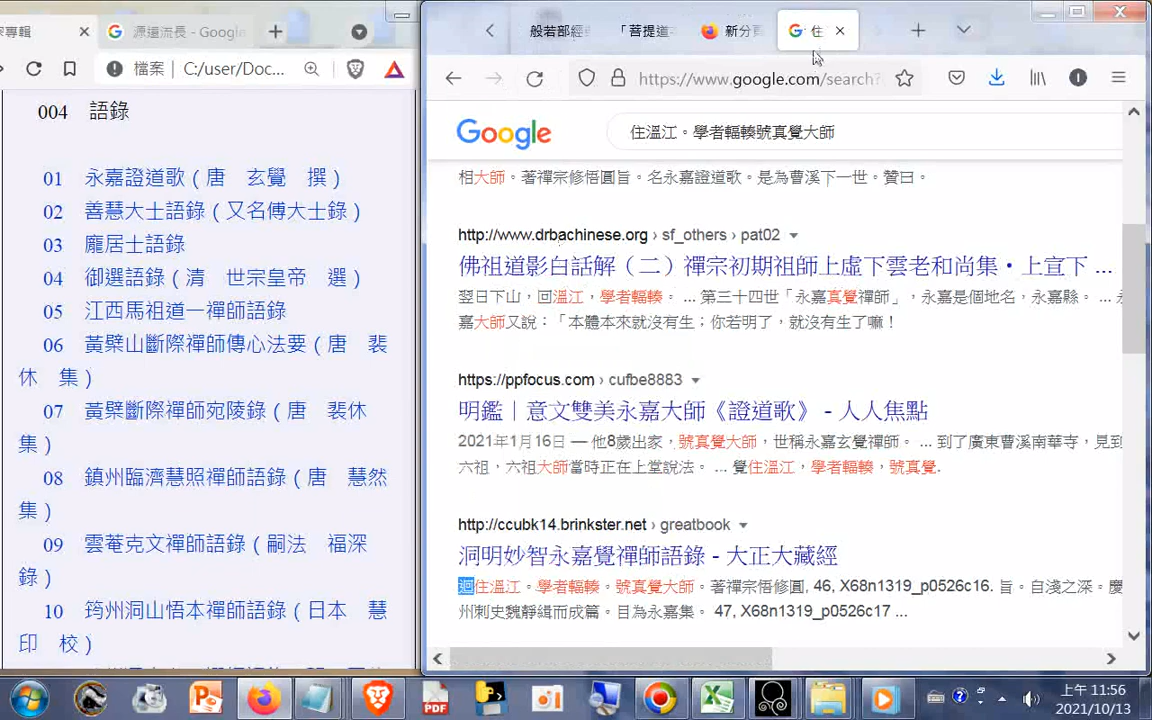 專輯
源遠流長 - Google
檔案
C:/user/Doc...
004 語錄
01 永嘉證道歌(唐 玄覺 撰)
02 善慧大士語錄(又名傅大士錄)
03 龐居士語錄
04 御選語錄(清 世宗皇帝 選)
05 江西馬祖道一禪師語錄
06 黃檗山斷際禪師傳心法要(唐 裴
休 集)
07 黃檗斷際禪師宛陵錄(唐 裴休
集)
08 鎮州臨濟慧照禪師語錄(唐 慧然
集)
09 雲菴克文禪師語錄(嗣法 福深
錄)
10 筠州洞山悟本禪師語錄(日本 慧
印 校)
般若部經
「菩提道
新分頁
住
https://www.google.com/search?
Google
住溫江。學者輻輳號真覺大師
相大師。著禪宗修悟圓旨。名永嘉證道歌。是為曹溪下一世。贊曰。
http://www.drbachinese.org › sf_others › pat02
佛祖道影白話解(二)禪宗初期祖師上虛下雲老和尚集・上宣下 ...
翌日下山,回溫江,學者輻輳。 ... 第三十四世「永嘉真覺禪師」,永嘉是個地名,永嘉縣。 ... 永
嘉大師又說:「本體本來就沒有生;你若明了,就沒有生了嘛!
https://ppfocus.com › cufbe8883
明鑑|意文雙美永嘉大師《證道歌》 - 人人焦點
2021年1月16日 — 他8歲出家,號真覺大師,世稱永嘉玄覺禪師。 ... 到了廣東曹溪南華寺,見到
六祖,六祖大師當時正在上堂說法。 ... 覺住溫江,學者輻輳,號真覺.
http://ccubk14.brinkster.net › greatbook
洞明妙智永嘉覺禪師語錄 - 大正大藏經
迴住溫江。學者輻輳。號真覺大師。著禪宗悟修圓, 46, X68n1319_p0526c16. 旨。自淺之深。慶
州刺史魏靜緝而成篇。目為永嘉集。 47, X68n1319_p0526c17 ...
PDF
上午 11:56
2021/10/13